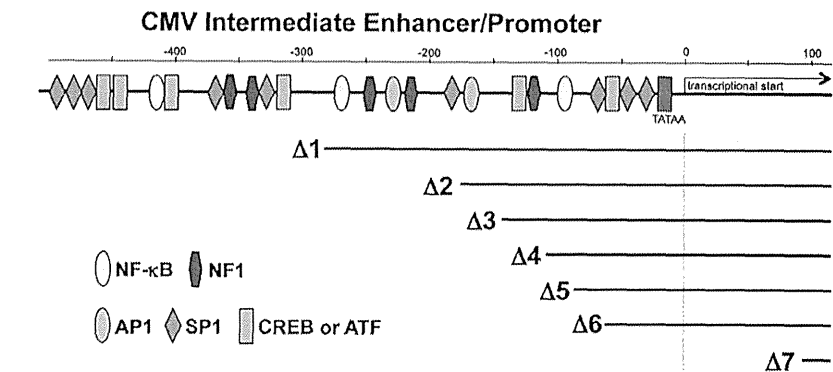 CMV Intermediate Enhancer/Promoter
-400 -300 -200 -100 0 100
transcriptional start
TATAA
Δ1
Δ2
Δ3
Δ4
Δ5
Δ6
Δ7
NF-κB NF1
AP1 SP1 CREB or ATF